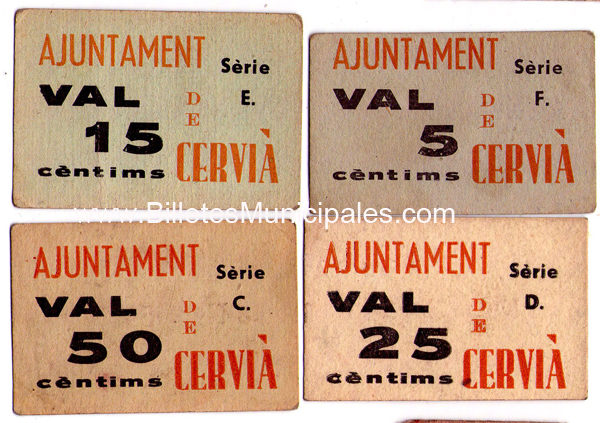 AJUNTAMENT
Sèrie
E.
VAL
DE
15
cèntims
CERVIÀ
AJUNTAMENT
Sèrie
F.
VAL
DE
5
cèntims
CERVIÀ
www.BilletesMunicipales.com
AJUNTAMENT
Sèrie
C.
VAL
DE
50
cèntims
CERVIÀ
AJUNTAMENT
Sèrie
D.
VAL
DE
25
cèntims
CERVIÀ